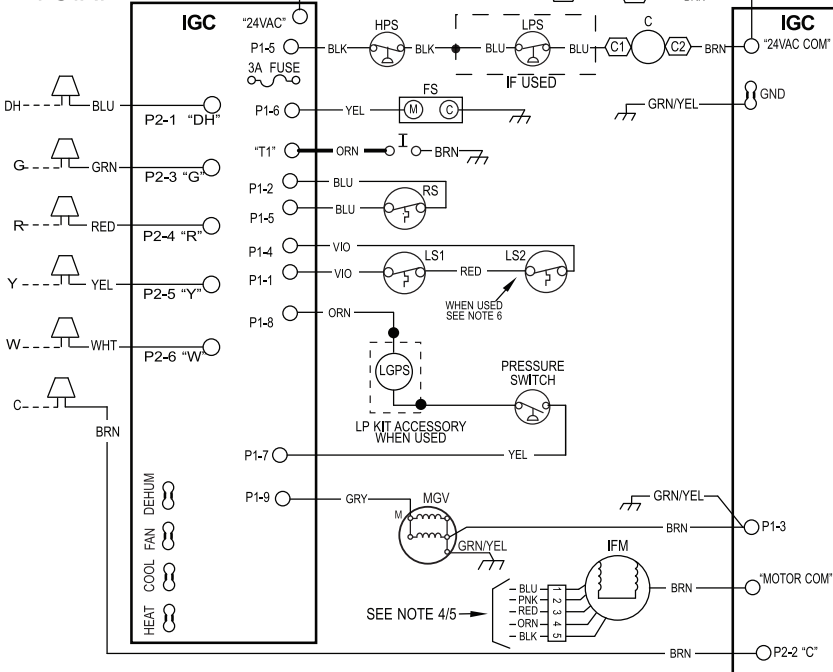 IGC
"24VAC"
HPS
LPS
C
IGC
P1-5
BLK
BLK
BLU
BLU
C1
C2
BRN
"24VAC COM"
3A FUSE
IF USED
FS
GND
DH
BLU
P2-1 "DH"
P1-6
YEL
M
C
GRN/YEL
"T1"
ORN
BRN
G
GRN
P2-3 "G"
P1-2
BLU
RS
P1-5
BLU
R
RED
P2-4 "R"
P1-4
VIO
LS1
LS2
P1-1
VIO
RED
Y
YEL
P2-5 "Y"
WHEN USED
SEE NOTE 6
P1-8
ORN
W
WHT
P2-6 "W"
LGPS
PRESSURE
SWITCH
C
BRN
LP KIT ACCESSORY
WHEN USED
P1-7
YEL
DEHUM
P1-9
GRY
MGV
M
GRN/YEL
BRN
P1-3
FAN
GRN/YEL
IFM
COOL
BLU 1
PNK 2
RED 3
ORN 4
BLK 5
BRN
"MOTOR COM"
HEAT
SEE NOTE 4/5
BRN
P2-2 "C"